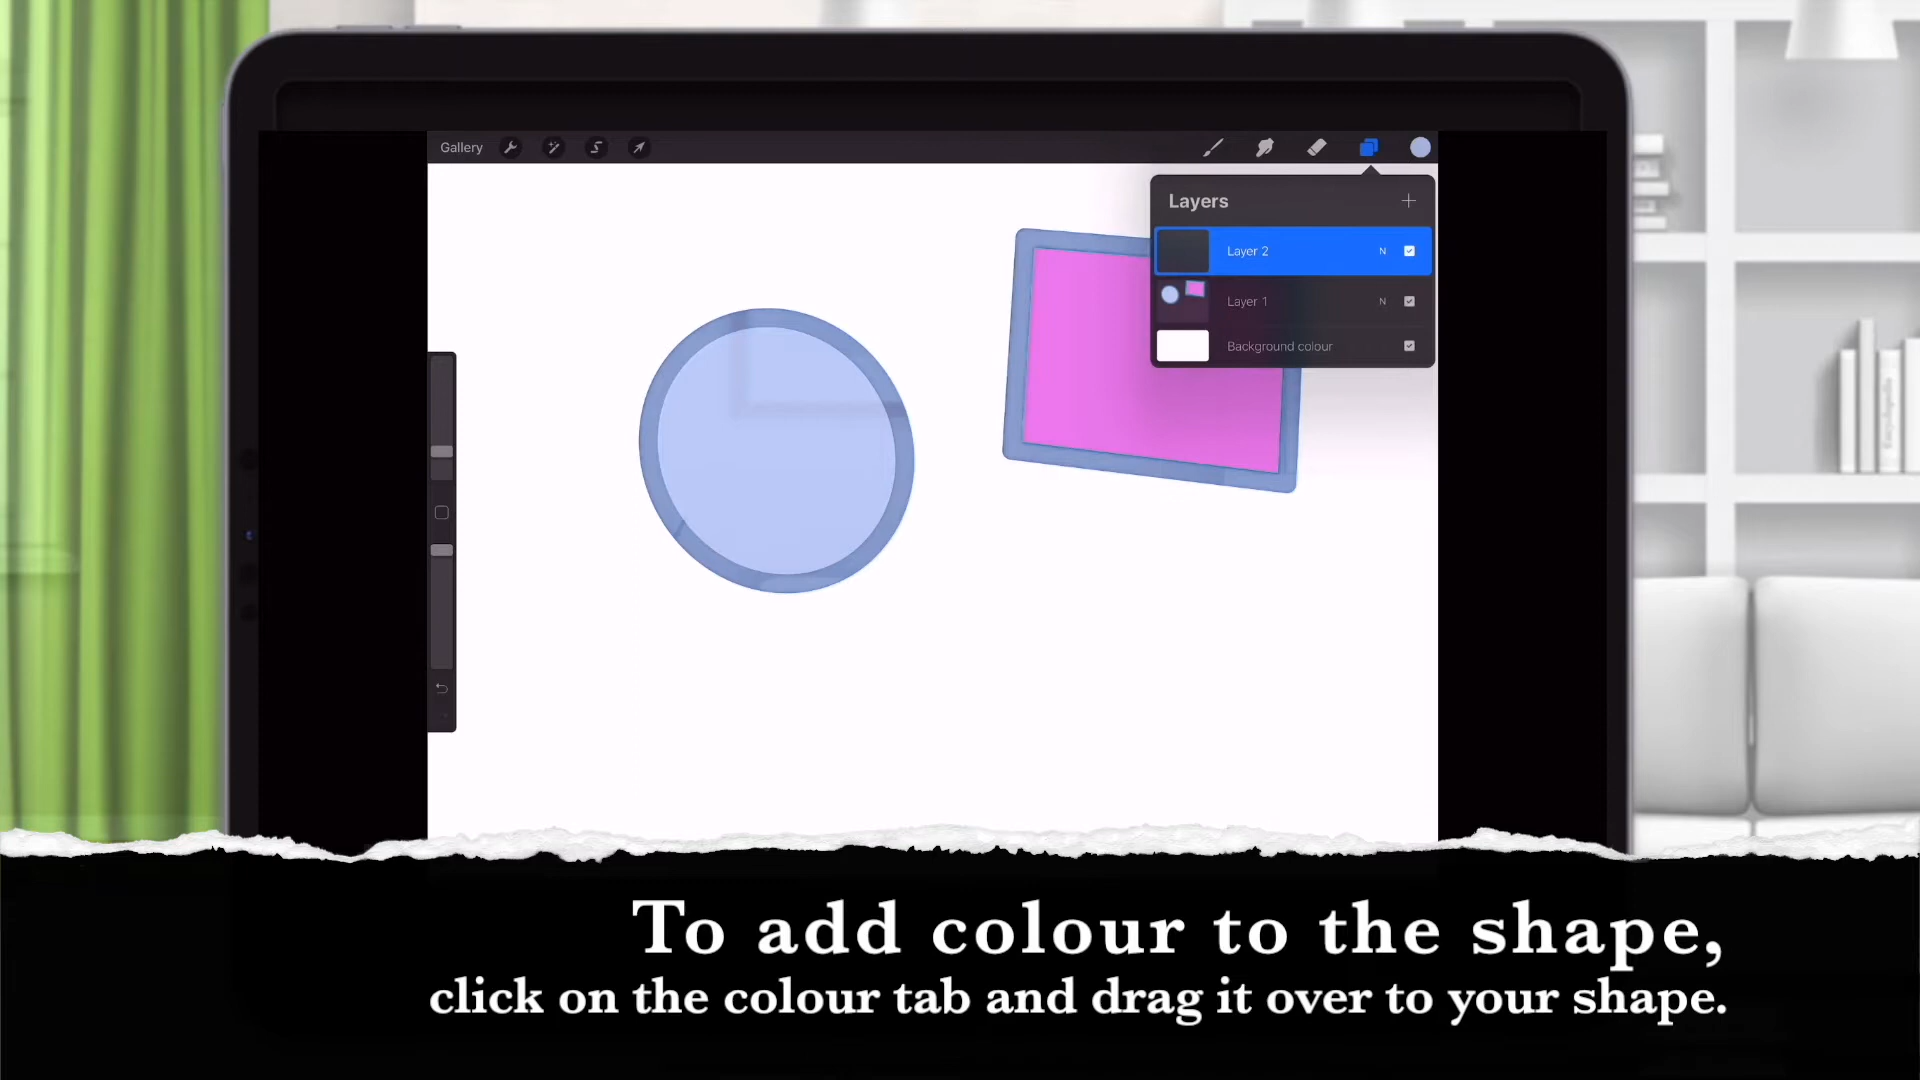 Gallery
Layers
Layer 2 N
Layer 1 N
Background colour
Encyclopedia
To add colour to the shape,
click on the colour tab and drag it over to your shape.